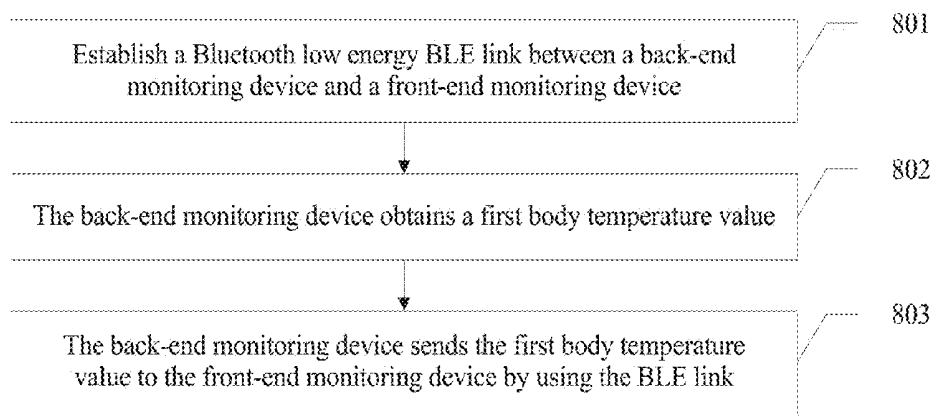 801
Establish a Bluetooth low energy BLE link between a back-end
monitoring device and a front-end monitoring device
802
The back-end monitoring device obtains a first body temperature value
803
The back-end monitoring device sends the first body temperature
value to the front-end monitoring device by using the BLE link